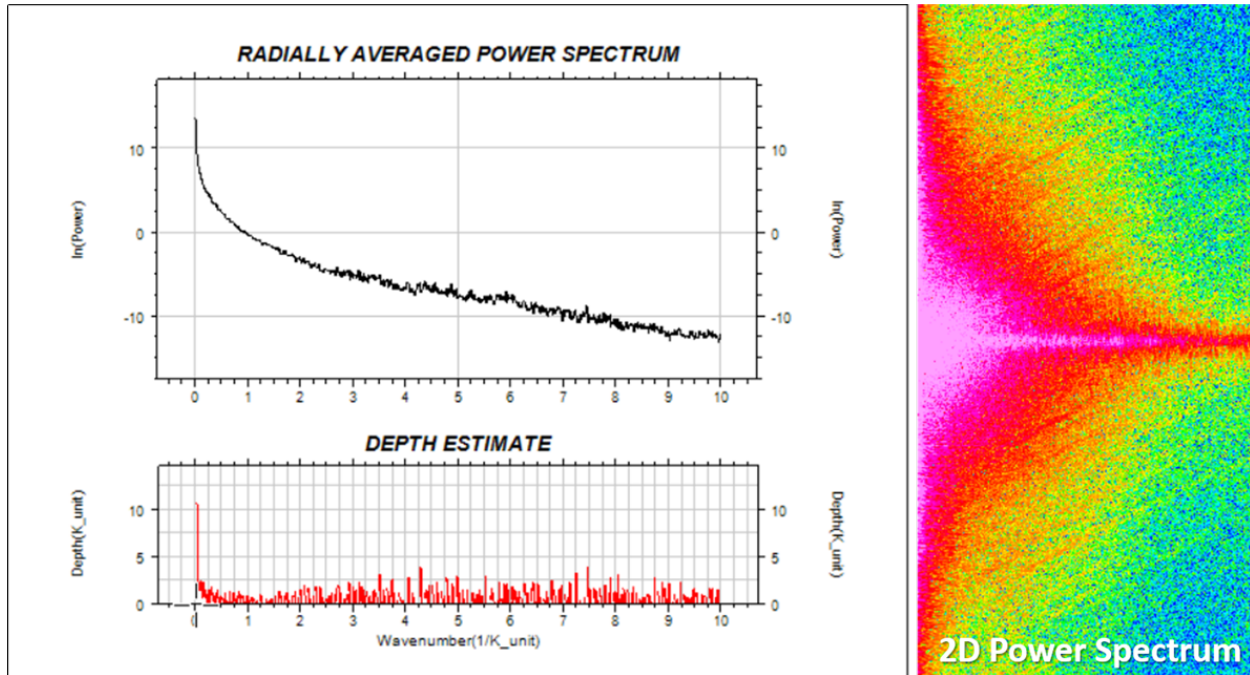 RADIALLY AVERAGED POWER SPECTRUM
ln(Power)
10
0
-10
10
0
-10
ln(Power)
0 1 2 3 4 5 6 7 8 9 10
DEPTH ESTIMATE
Depth(K_unit)
10
5
0
10
5
0
Depth(K_unit)
0 1 2 3 4 5 6 7 8 9 10
Wavenumber(1/K_unit)
2D Power Spectrum